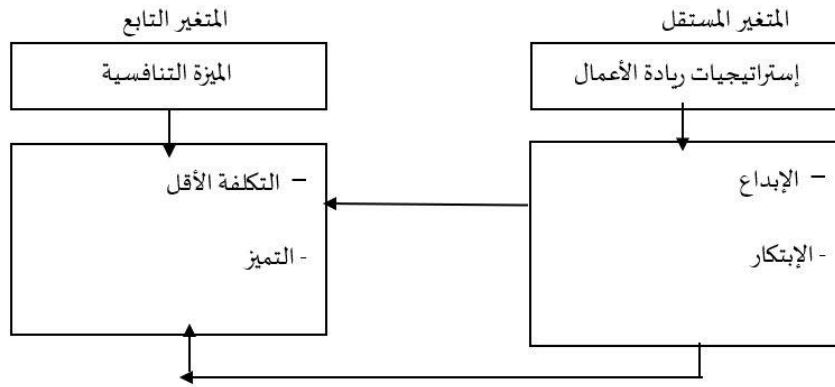 المتغير المستقل
المتغير التابع
إستراتيجيات ريادة الأعمال
الميزة التنافسية
– الإبداع
- الإبتكار
– التكلفة الأقل
- التميز